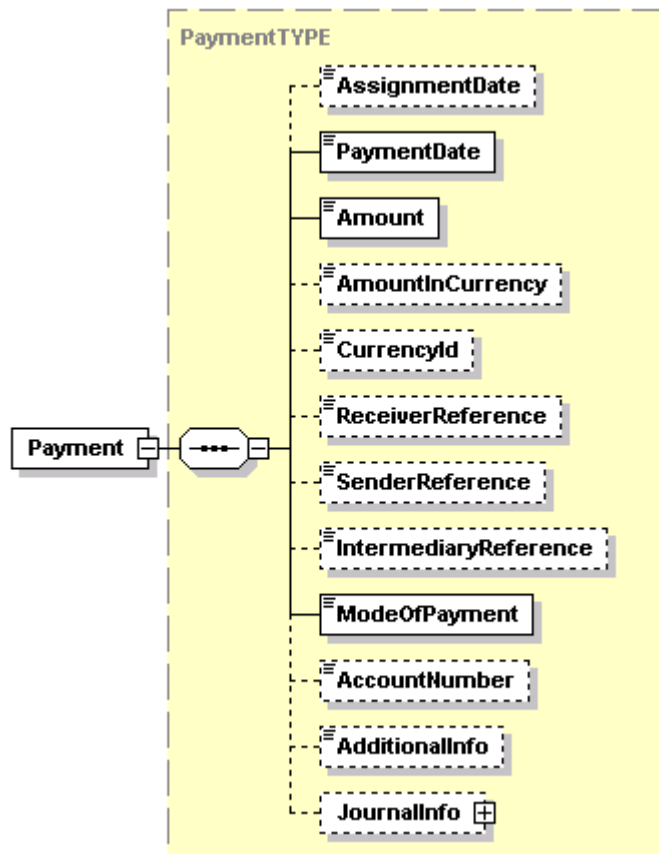 PaymentTYPE
AssignmentDate
PaymentDate
Amount
AmountInCurrency
CurrencyId
ReceiverReference
Payment
SenderReference
IntermediaryReference
ModeOfPayment
AccountNumber
AdditionalInfo
JournalInfo